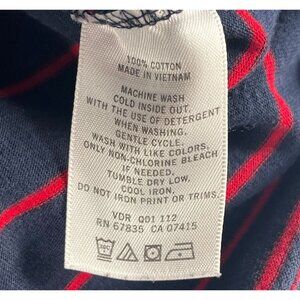 100% COTTON
MADE IN VIETNAM
MACHINE WASH
COLD INSIDE OUT.
WITH THE USE OF DETERGENT
WHEN WASHING.
GENTLE CYCLE.
WASH WITH LIKE COLORS.
ONLY NON-CHLORINE BLEACH
IF NEEDED.
TUMBLE DRY LOW.
COOL IRON.
DO NOT IRON PRINT OR TRIMS.
VDR Q01 112
RN 67835 CA 07415